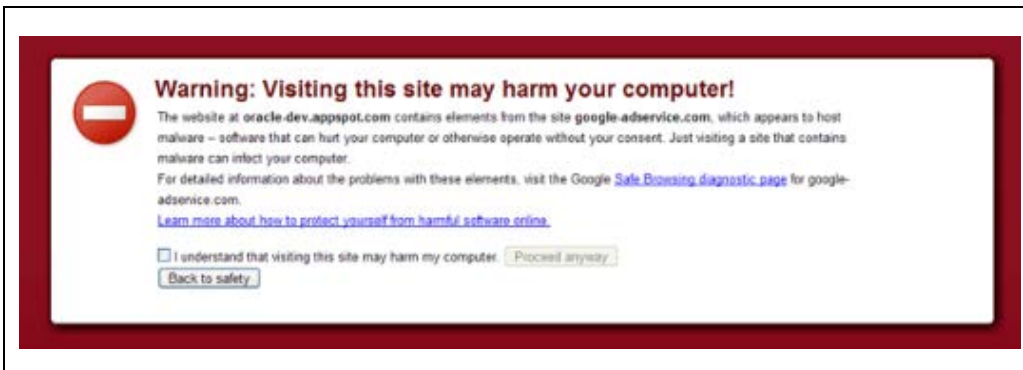 Warning: Visiting this site may harm your computer!
The website at oracle-dev.appspot.com contains elements from the site google-adservice.com, which appears to host
malware – software that can hurt your computer or otherwise operate without your consent. Just visiting a site that contains
malware can infect your computer.
For detailed information about the problems with these elements, visit the Google Safe Browsing diagnostic page for google-
adservice.com.
Learn more about how to protect yourself from harmful software online.
I understand that visiting this site may harm my computer. Proceed anyway
Back to safety